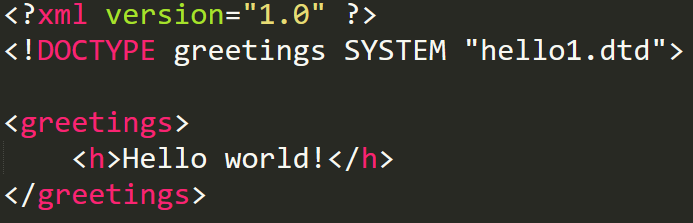 <?xml version="1.0" ?>
<!DOCTYPE greetings SYSTEM "hello1.dtd">
<greetings>
<h>Hello world!</h>
</greetings>